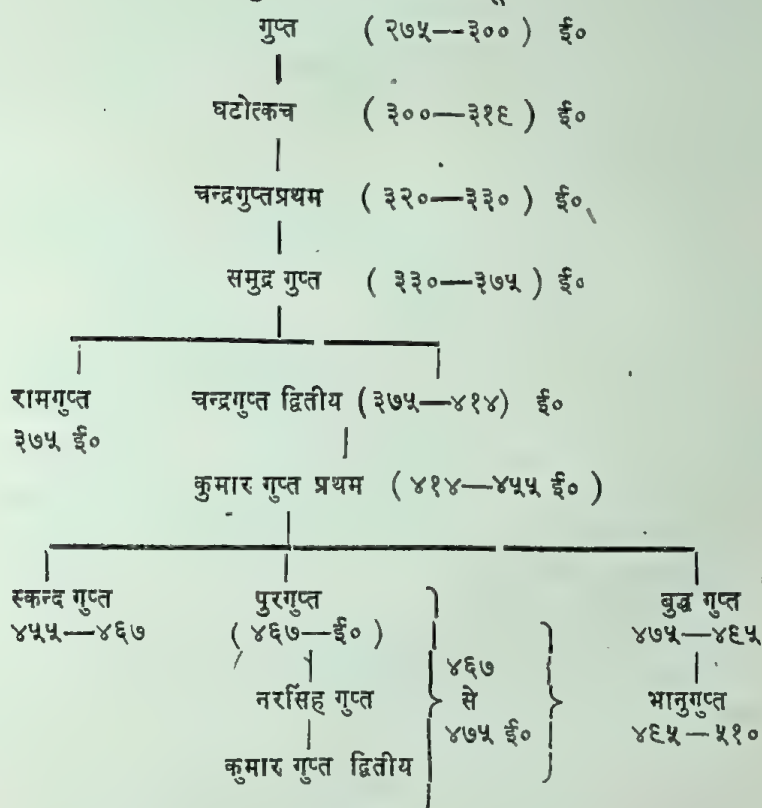 गुप्त (२७५—३००) ई०
घटोत्कच (३००—३१९) ई०
चन्द्रगुप्तप्रथम (३२०—३३०) ई०
समुद्र गुप्त (३३०—३७५) ई०
रामगुप्त चन्द्रगुप्त द्वितीय (३७५—४१४) ई०
३७५ ई०
कुमार गुप्त प्रथम (४१४—४५५ ई०)
स्कन्द गुप्त पुरगुप्त बुद्ध गुप्त
४५५—४६७ (४६७—ई०) ४७५—४९५
४६७
नरसिंह गुप्त से भानुगुप्त
४७५ ई० ४९५—५१०
कुमार गुप्त द्वितीय